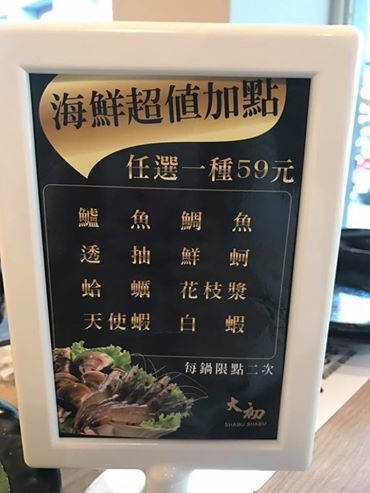 海鮮超值加點
任選一種59元
鱸魚 鯛魚
透抽 鮮蚵
蛤蠣 花枝漿
天使蝦 白蝦
每鍋限點二次
大初
SHABU SHABU